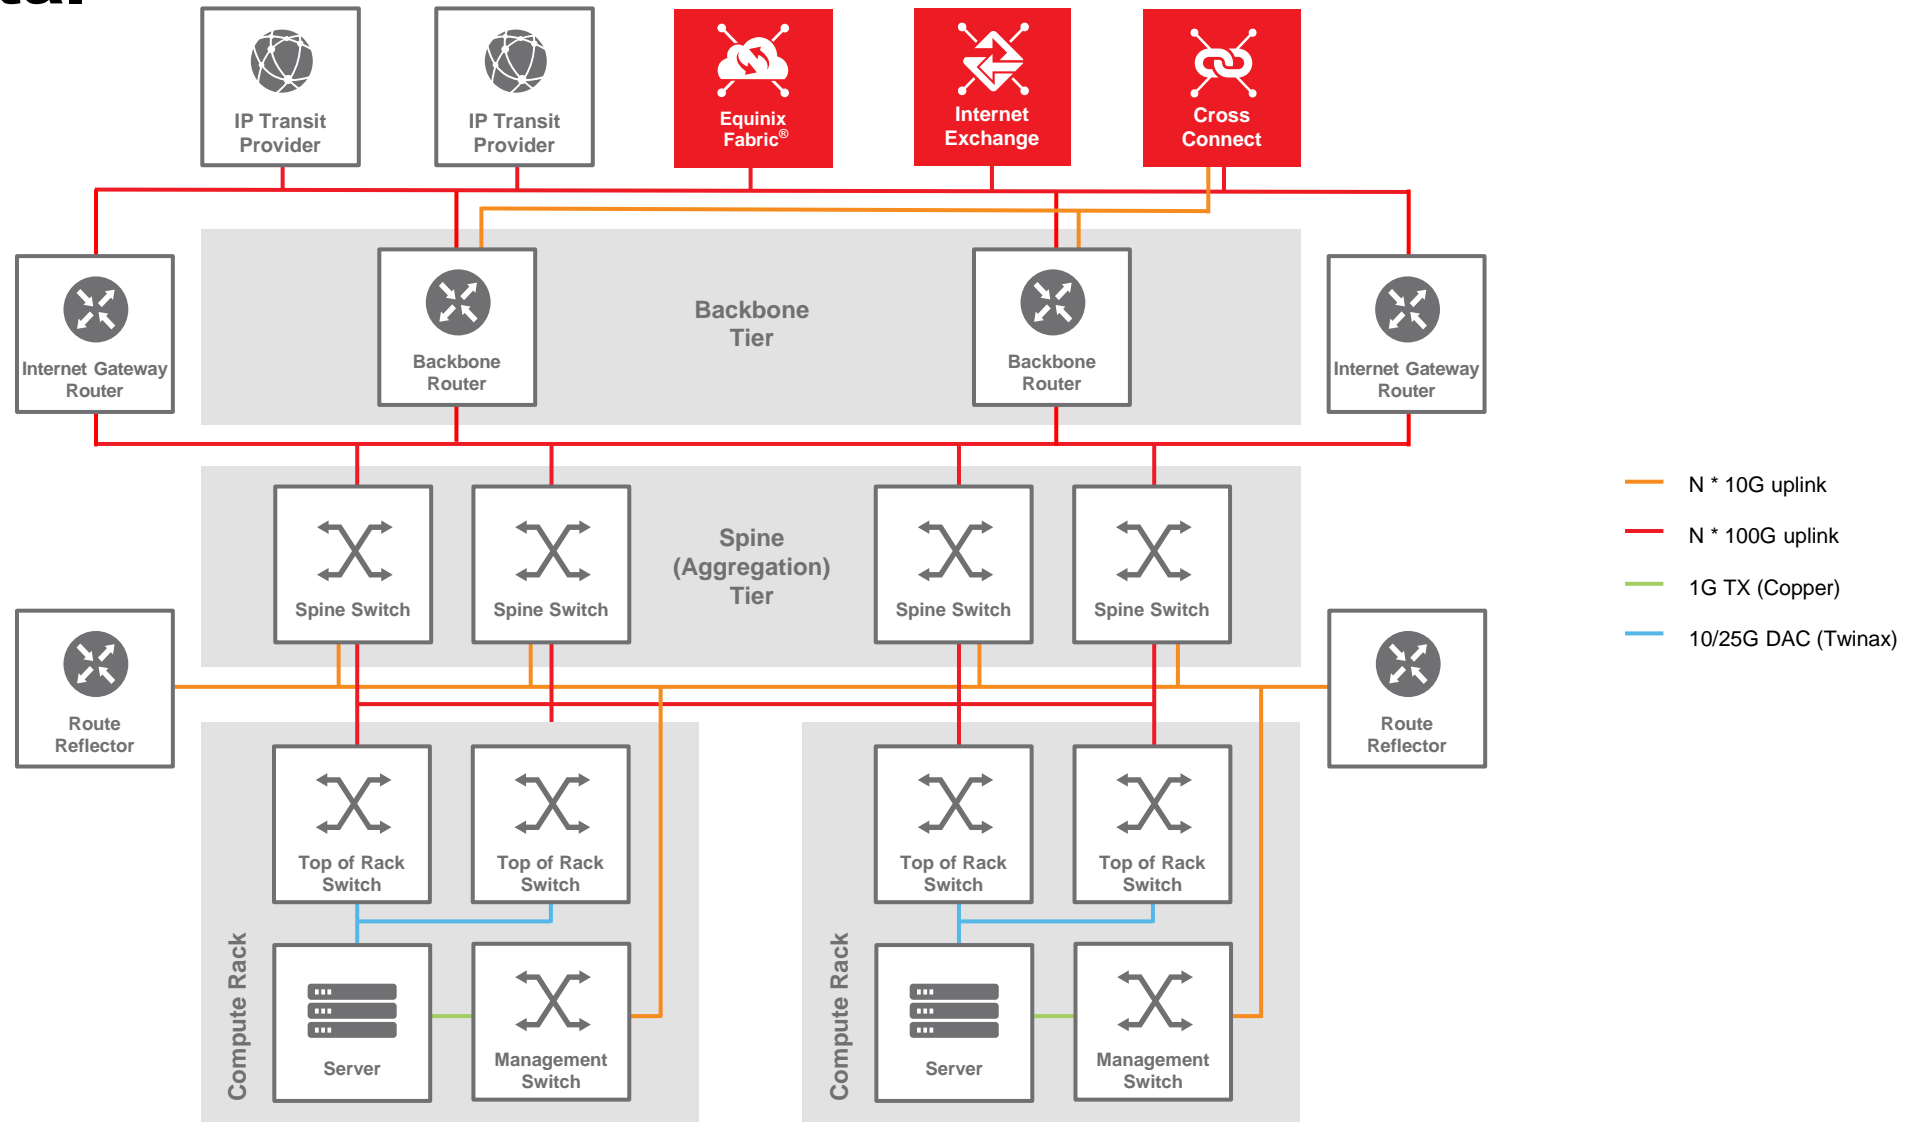 IP Transit
Provider
IP Transit
Provider
Equinix
Fabric®
Internet
Exchange
Cross
Connect
Internet Gateway
Router
Backbone
Router
Backbone
Tier
Backbone
Router
Internet Gateway
Router
Spine Switch
Spine Switch
Spine
(Aggregation)
Tier
Spine Switch
Spine Switch
N * 10G uplink
N * 100G uplink
1G TX (Copper)
10/25G DAC (Twinax)
Route
Reflector
Route
Reflector
Compute Rack
Top of Rack
Switch
Top of Rack
Switch
Server
Management
Switch
Compute Rack
Top of Rack
Switch
Top of Rack
Switch
Server
Management
Switch